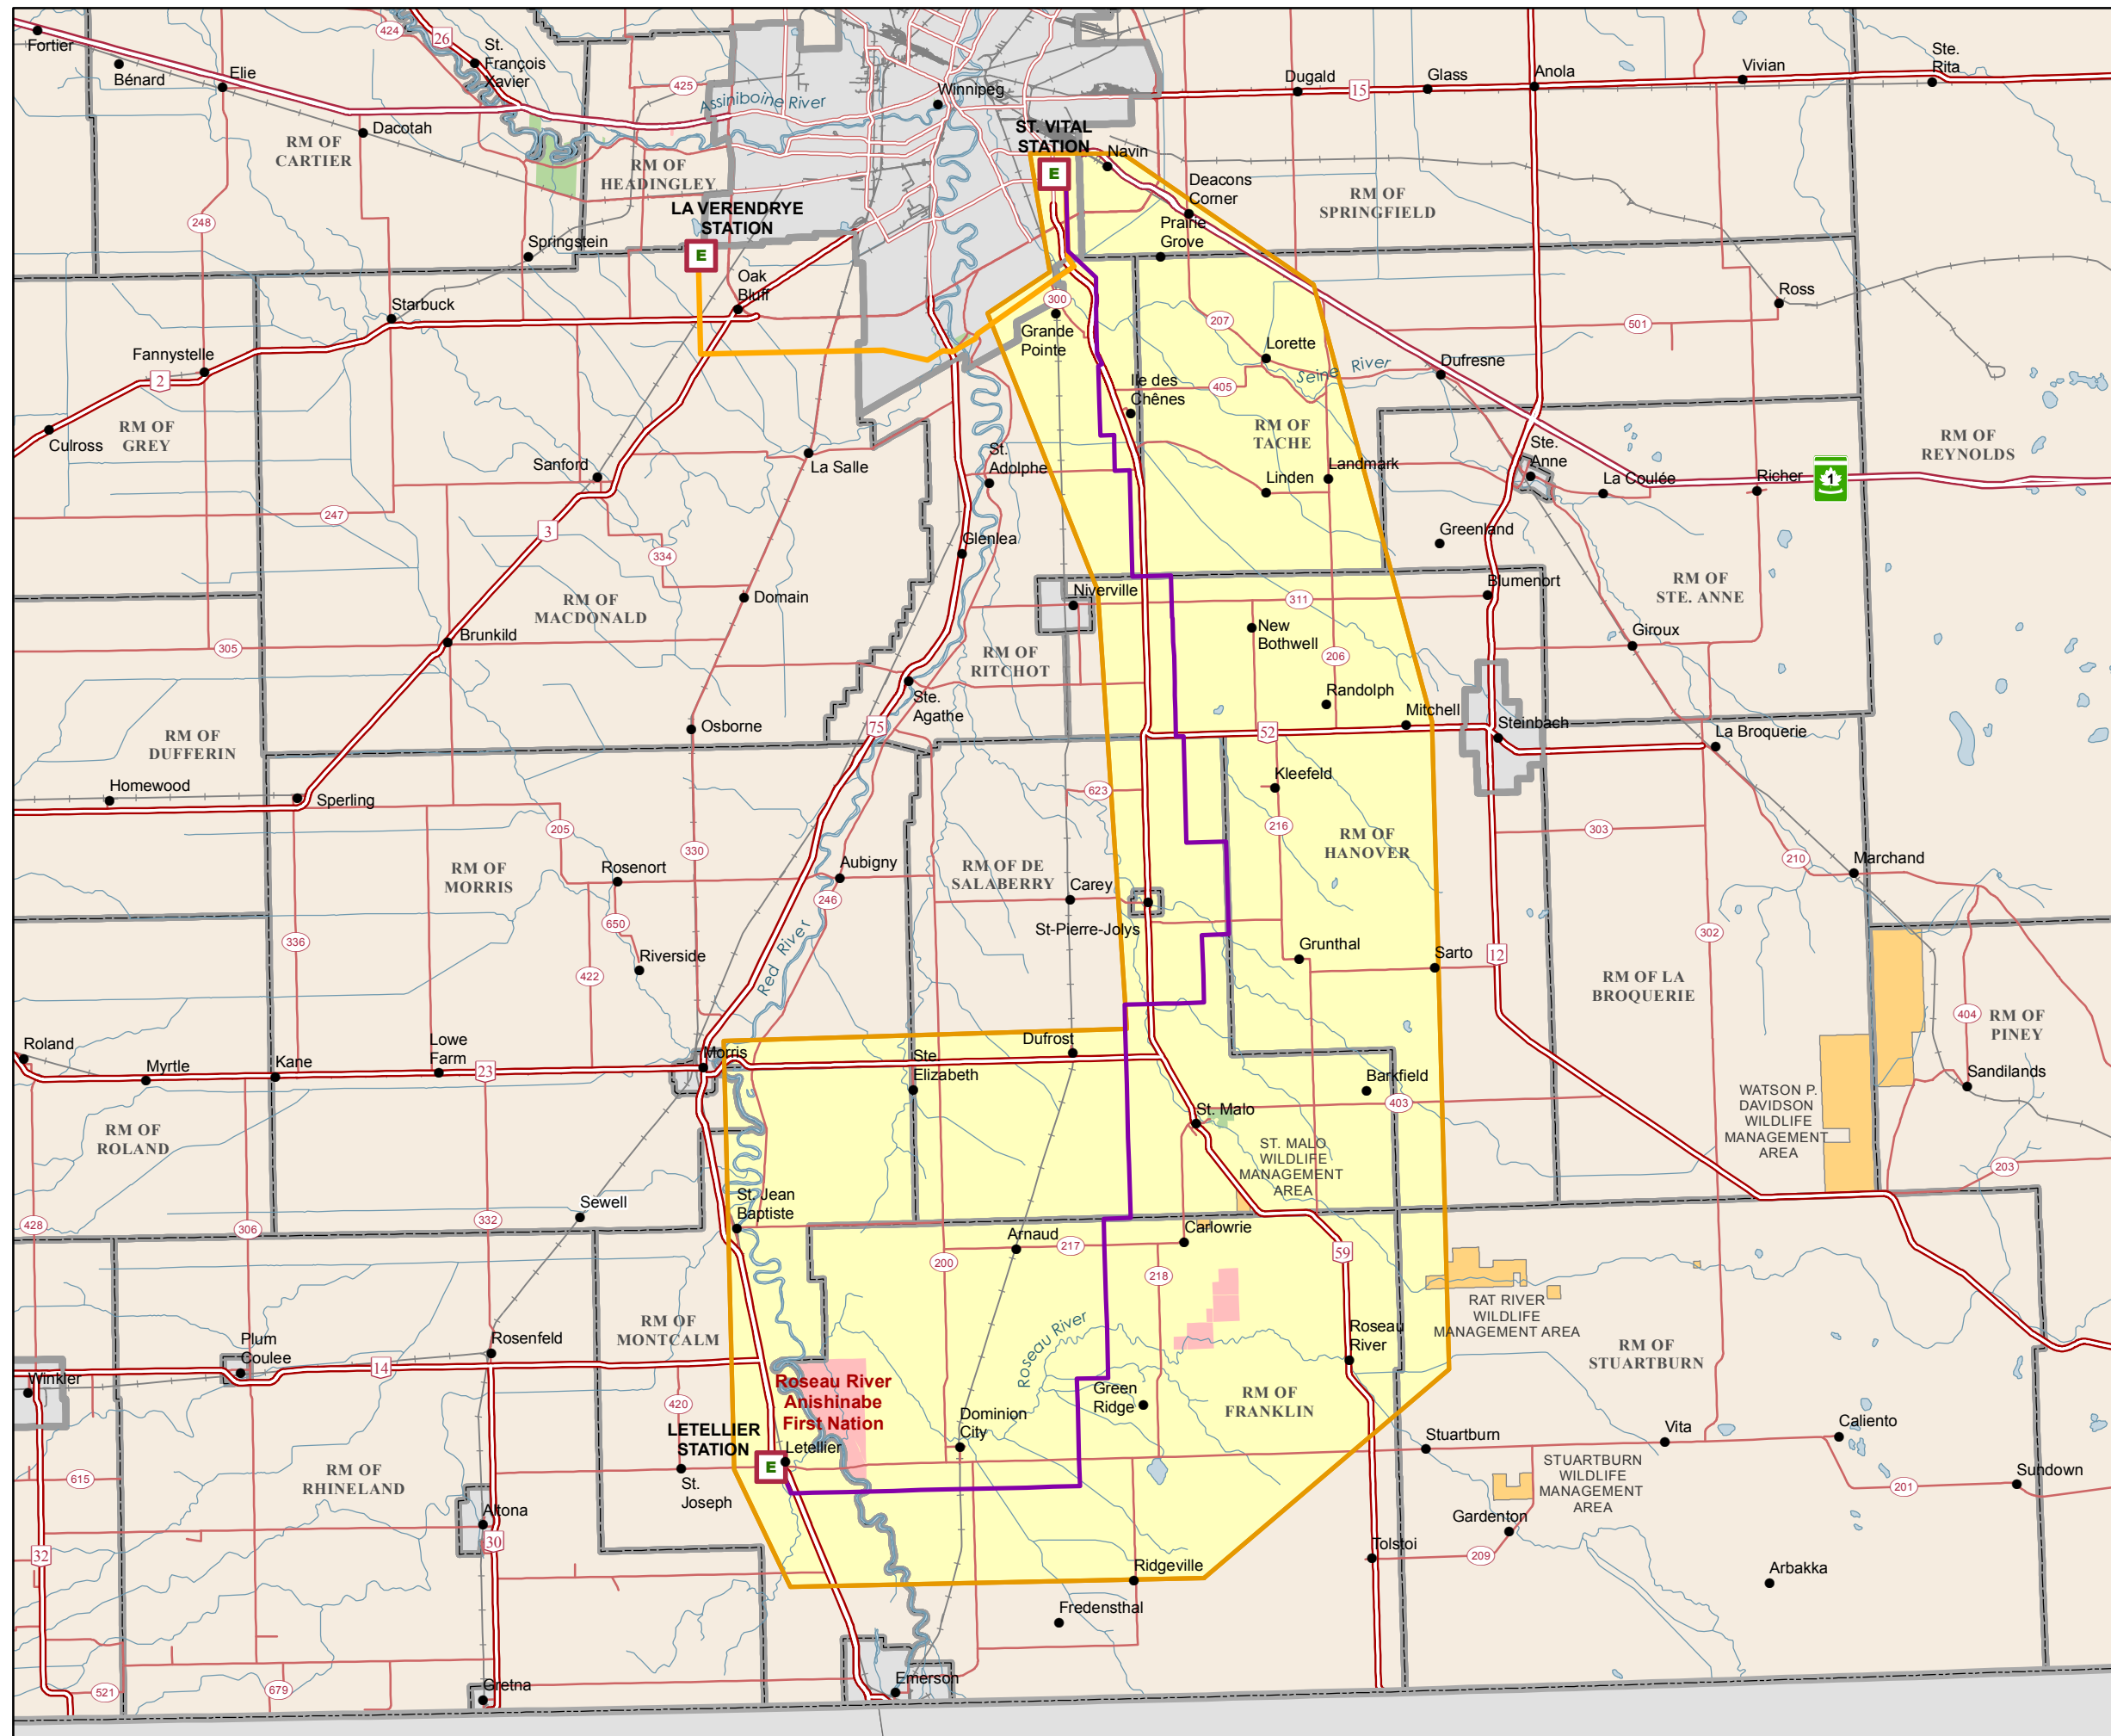 Fortier
Bénard
Elie
424
26
St.
François
Xavier
425
Assiniboine River
Winnipeg
Dugald
15
Glass
Anola
Vivian
Ste.
Rita
RM OF
CARTIER
Dacotah
RM OF
HEADINGLEY
ST. VITAL
STATION
E
Navin
Deacons
Corner
Prairie
Grove
RM OF
SPRINGFIELD
248
LA VERENDRYE
STATION
E
Springstein
Oak
Bluff
Starbuck
300
Grande
Pointe
207
Ross
501
Fannystelle
2
Lorette
Seine River
Dufresne
405
Ile des
Chênes
RM OF
GREY
Culross
RM OF
TACHE
RM OF
REYNOLDS
Sanford
La Salle
St.
Adolphe
Linden
Landmark
Ste.
Anne
La Coulée
Richer
1
247
3
334
Glenlea
Greenland
Domain
RM OF
MACDONALD
Niverville
311
Blumenort
RM OF
STE. ANNE
305
Brunkild
RM OF
RITCHOT
New
Bothwell
206
Giroux
Ste.
Agathe
Randolph
Mitchell
Steinbach
RM OF
DUFFERIN
Osborne
75
52
La Broquerie
Homewood
Sperling
623
Kleefeld
205
330
216
RM OF
HANOVER
303
RM OF
MORRIS
Rosenort
Aubigny
RM OF DE
SALABERRY
Carey
210
Marchand
246
650
St-Pierre-Jolys
336
Riverside
422
Red River
Grunthal
Sarto
12
302
RM OF LA
BROQUERIE
404
RM OF
PINEY
Roland
Myrtle
Kane
Lowe
Farm
23
Morris
Ste.
Elizabeth
Dufrost
Barkfield
403
Sandilands
WATSON P.
DAVIDSON
WILDLIFE
MANAGEMENT
AREA
RM OF
ROLAND
St. Malo
ST. MALO
WILDLIFE
MANAGEMENT
AREA
203
428
306
332
Sewell
St. Jean
Baptiste
Arnaud
217
Carlowrie
200
218
59
RAT RIVER
WILDLIFE
MANAGEMENT AREA
RM OF
MONTCALM
Plum
Coulee
14
Rosenfeld
Roseau River
Roseau
River
RM OF
STUARTBURN
Winkler
Roseau River
Anishinabe
First Nation
420
Green
Ridge
RM OF
FRANKLIN
LETELLIER
STATION
E
Letellier
Dominion
City
Stuartburn
Vita
Caliento
615
RM OF
RHINELAND
St.
Joseph
STUARTBURN
WILDLIFE
MANAGEMENT
AREA
201
Sundown
Altona
30
32
Gardenton
Tolstoi
209
Arbakka
Ridgeville
Fredensthal
521
679
Gretna
Emerson